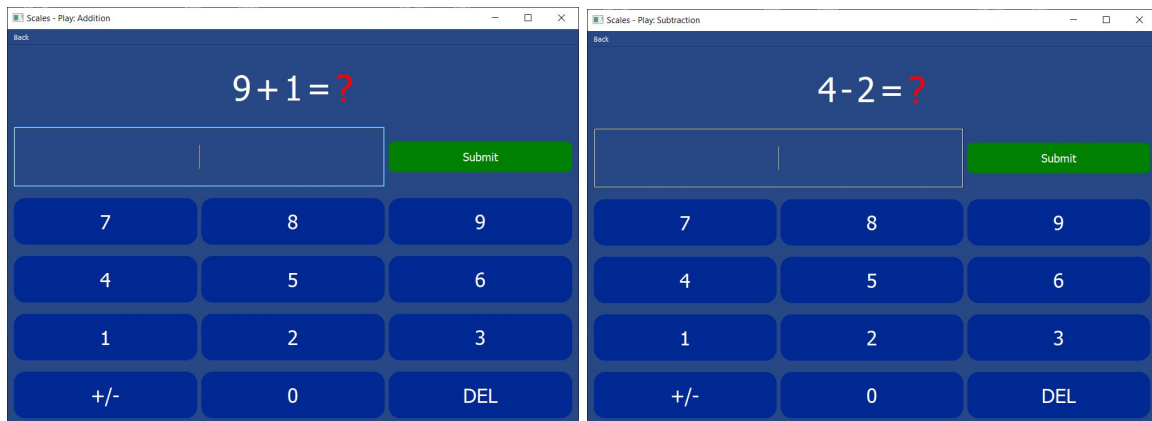 Scales - Play: Addition
Back
9+1=?
Submit
7 8 9
4 5 6
1 2 3
+/- 0 DEL
Scales - Play: Subtraction
Back
4-2=?
Submit
7 8 9
4 5 6
1 2 3
+/- 0 DEL